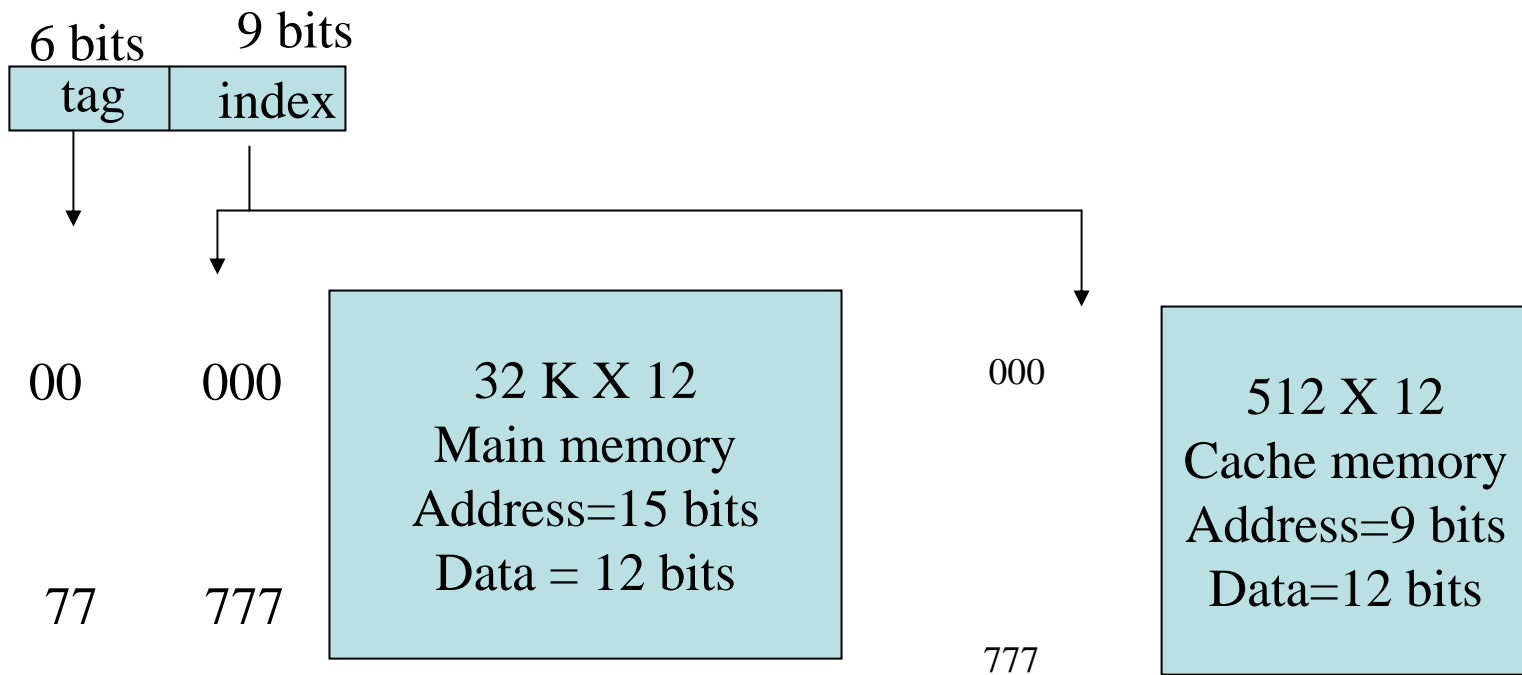 6 bits
9 bits
tag
index
00
000
32 K X 12
Main memory
Address=15 bits
Data = 12 bits
77
777
000
512 X 12
Cache memory
Address=9 bits
Data=12 bits
777